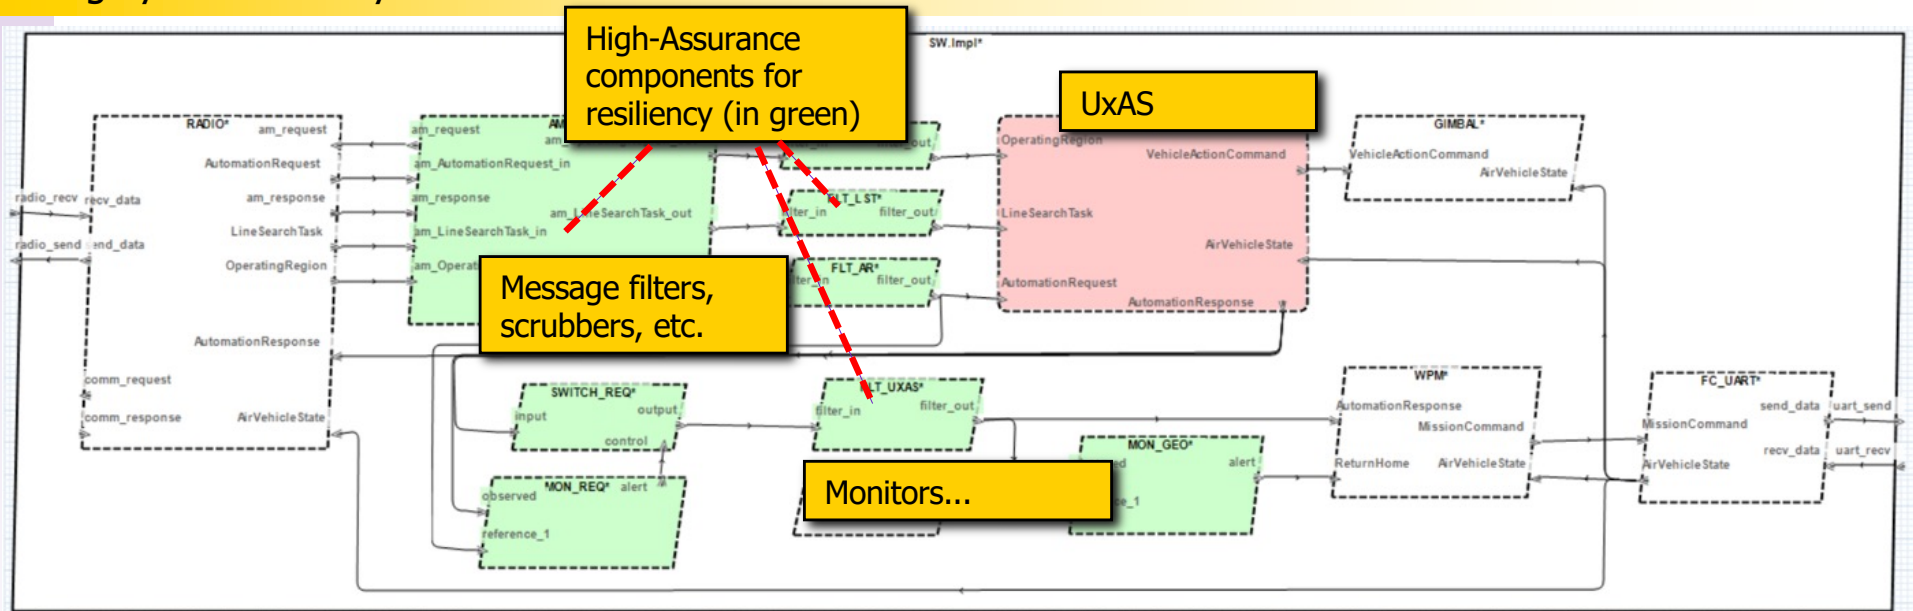 SW.Impl*
High-Assurance
components for
resiliency (in green)
UxAS
RADIO*
am_request
AutomationRequest
am_response
LineSearchTask
OperatingRegion
AutomationResponse
AirVehicleState
radio_recv
recv_data
radio_send
end_data
comm_request
comm_response
am_request
am_AutomationRequest_in
am_response
am_LineSearchTask_in
am_LineSearchTask_out
Message filters,
scrubbers, etc.
FLT_LST*
filter_out
FLT_AR*
filter_out
OperatingRegion
VehicleActionCommand
LineSearchTask
AirVehicleState
AutomationRequest
AutomationResponse
GIMBAL*
VehicleActionCommand
AirVehicleState
SWITCH_REQ*
input
output
control
MON_REQ*
alert
observed
reference_1
filter_in
filter_out
Monitors...
MON_GEO*
alert
WPM*
AutomationResponse
MissionCommand
ReturnHome
AirVehicleState
FC_UART*
send_data
uart_send
MissionCommand
recv_data
uart_recv
AirVehicleState